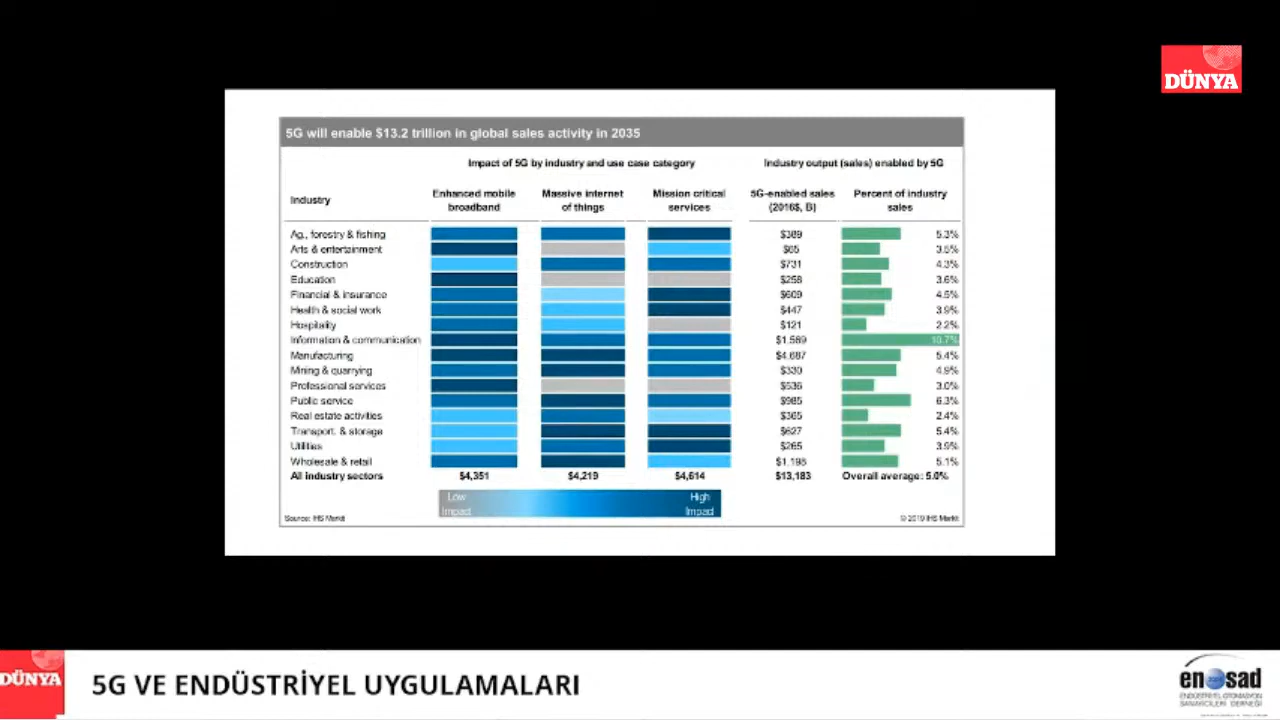 DÜNYA
5G will enable $13.2 trillion in global sales activity in 2035
Impact of 5G by industry and use case category Industry output (sales) enabled by 5G
Industry Enhanced mobile broadband Massive internet of things Mission critical services 5G-enabled sales (2016$, B) Percent of industry sales
Ag., forestry & fishing $389 5.3%
Arts & entertainment $65 3.5%
Construction $731 4.3%
Education $258 3.6%
Financial & insurance $609 4.5%
Health & social work $447 3.9%
Hospitality $121 2.2%
Information & communication $1,569 10.7%
Manufacturing $4,687 5.4%
Mining & quarrying $330 4.9%
Professional services $536 3.0%
Public service $985 6.3%
Real estate activities $365 2.4%
Transport. & storage $627 5.4%
Utilities $265 3.9%
Wholesale & retail $1,198 5.1%
All industry sectors $4,351 $4,219 $4,614 $13,183 Overall average: 5.0%
Low Impact High Impact
Source: IHS Markit © 2019 IHS Markit
DÜNYA
5G VE ENDÜSTRİYEL UYGULAMALARI
enosad
ENDÜSTRİYEL OTOMASYON
SANAYİCİLERİ DERNEĞİ